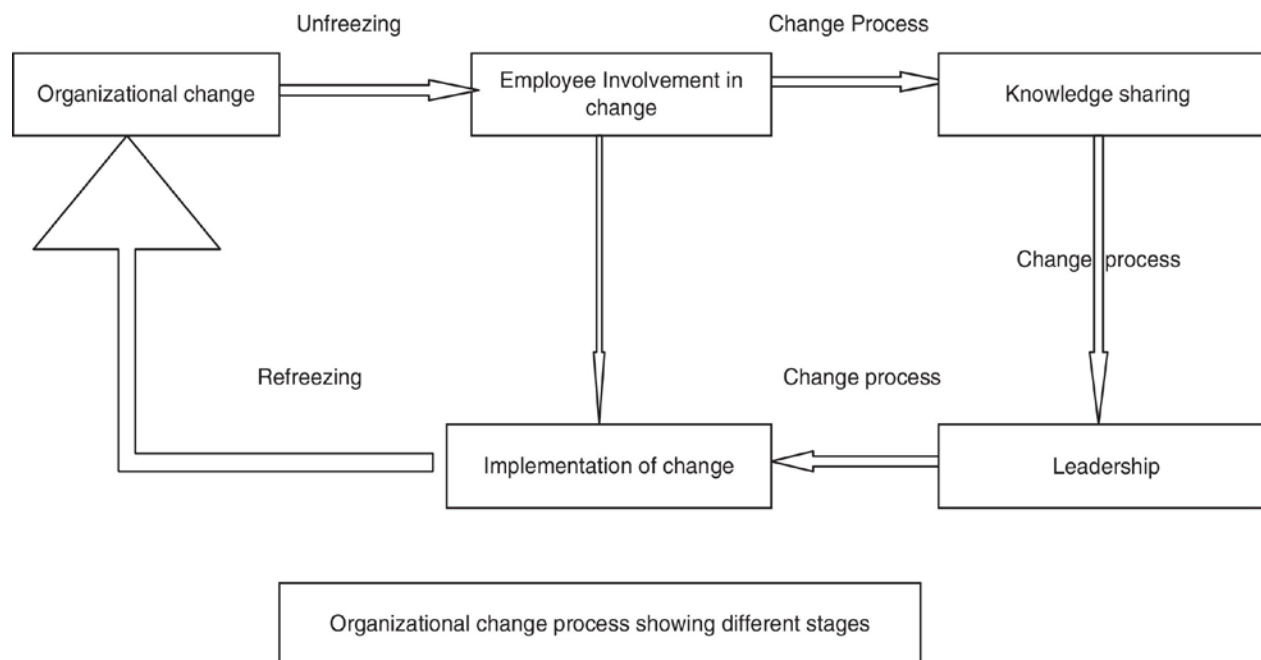 Unfreezing
Change Process
Organizational change
Employee Involvement in
change
Knowledge sharing
Change process
Refreezing
Change process
Implementation of change
Leadership
Organizational change process showing different stages